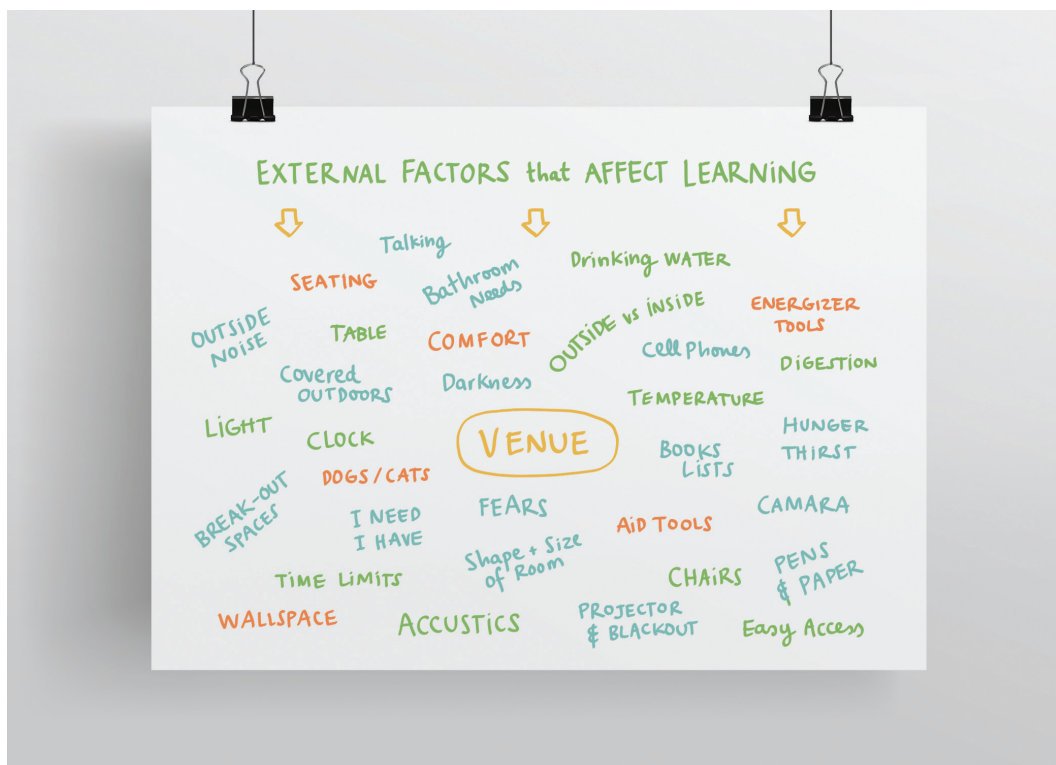 EXTERNAL FACTORS that AFFECT LEARNING
Talking
Drinking WATER
SEATING
Bathroom
Needs
OUTSIDE vs INSIDE
ENERGIZER
TOOLS
OUTSIDE
NOISE
TABLE
COMFORT
Cell Phones
DIGESTION
Covered
OUTDOORS
Darkness
TEMPERATURE
LIGHT
CLOCK
VENUE
BOOKS
LISTS
HUNGER
THIRST
DOGS / CATS
BREAK-OUT
SPACES
I NEED
I HAVE
FEARS
AID TOOLS
CAMARA
Shape + Size
of Room
TIME LIMITS
CHAIRS
PENS
& PAPER
WALLSPACE
ACCUSTICS
PROJECTOR
& BLACKOUT
Easy Access